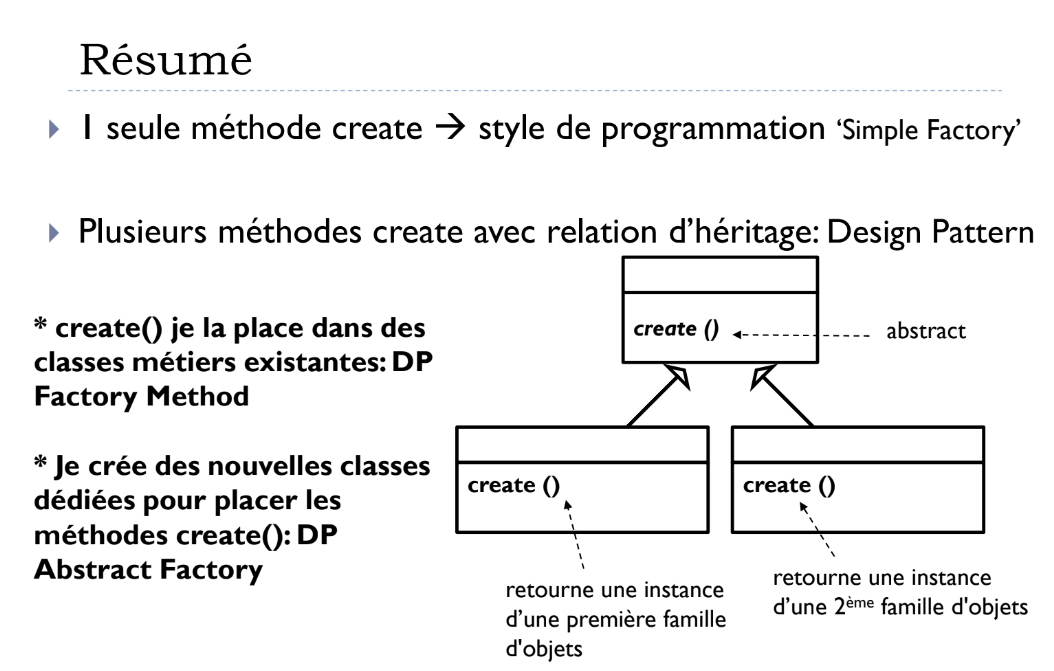 Résumé
1 seule méthode create → style de programmation ‘Simple Factory’
Plusieurs méthodes create avec relation d’héritage: Design Pattern
* create() je la place dans des
classes métiers existantes: DP
Factory Method
* Je crée des nouvelles classes
dédiées pour placer les
méthodes create(): DP
Abstract Factory
create ()
abstract
create ()
create ()
retourne une instance
d’une première famille
d'objets
retourne une instance
d’une 2ème famille d'objets